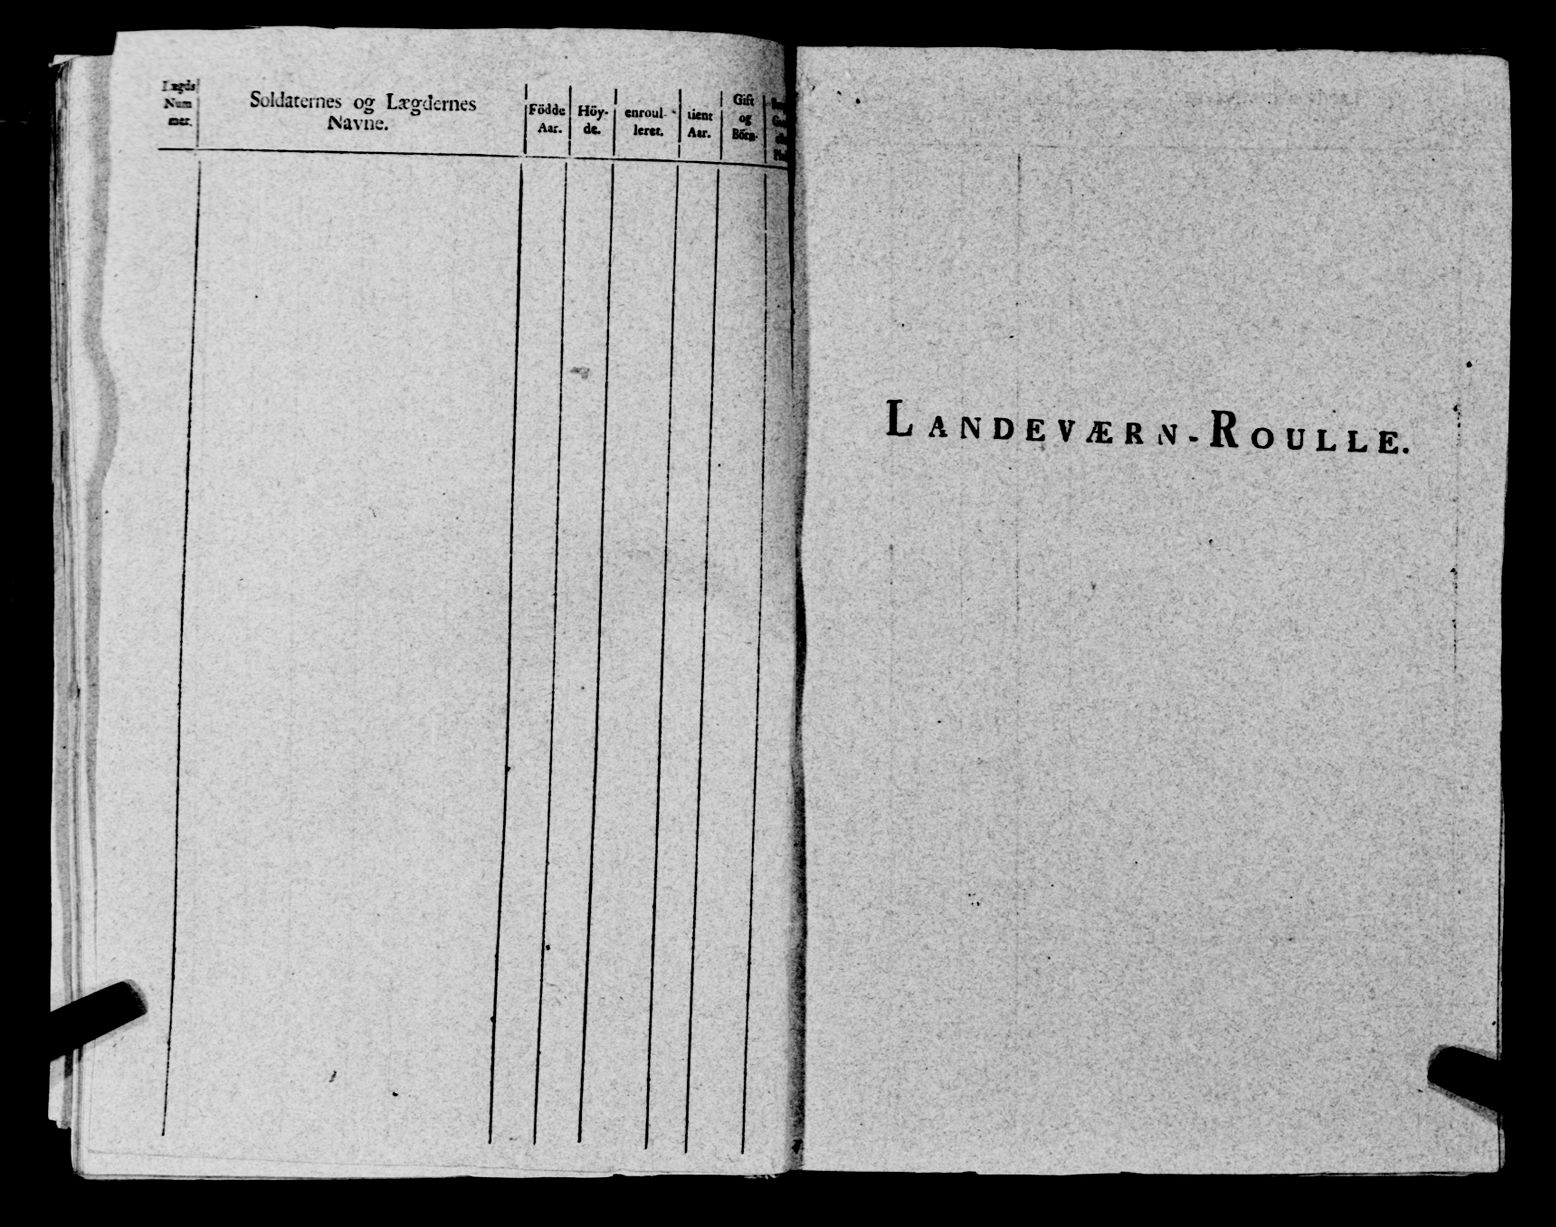 Lægds
Num
mer.
Soldaternes og Lægdernes
Navne.
Födde
Aar.
Höy-
de.
enroul-
leret.
tient
Aar.
Gift
og
Börn.
LANDEVÆRN-ROULLE.